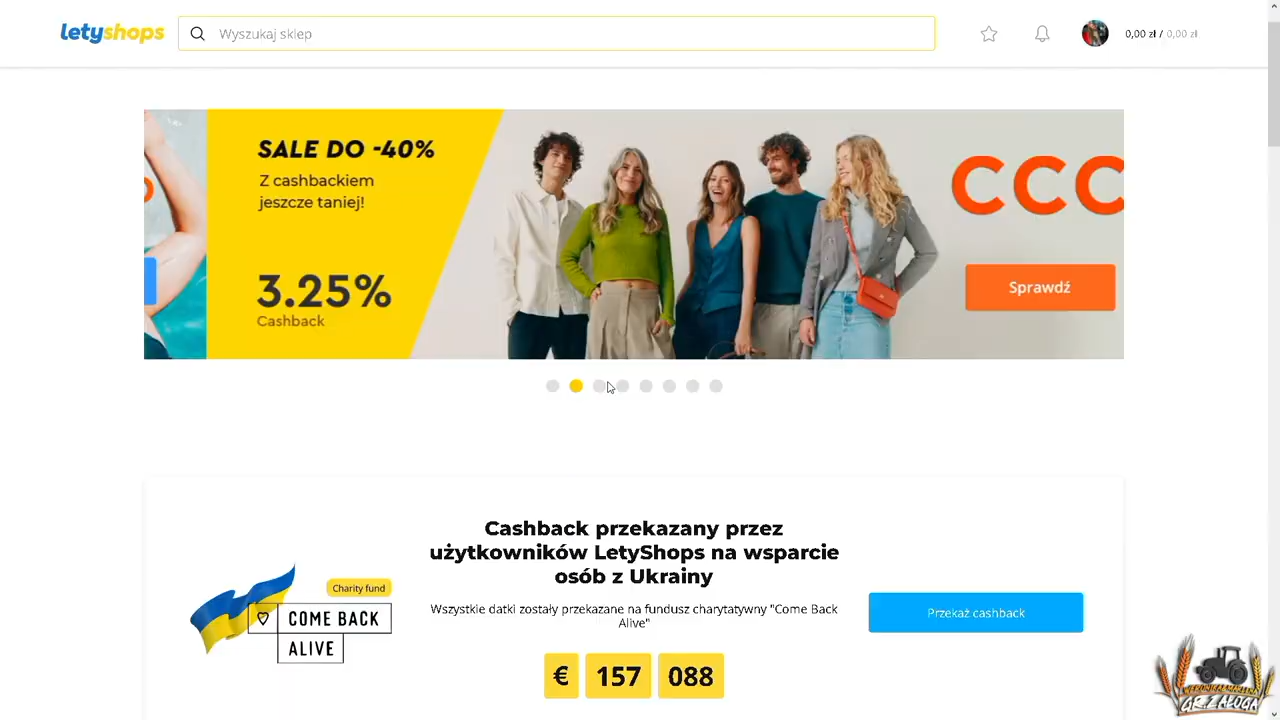 letyshops
Wyszukaj sklep
0,00 zł / 0,00 zł
SALE DO -40%
Z cashbackiem
jeszcze taniej!
3.25%
Cashback
CCC
Sprawdź
Cashback przekazany przez
użytkowników LetyShops na wsparcie
osób z Ukrainy
Wszystkie datki zostały przekazane na fundusz charytatywny "Come Back
Alive"
€ 157 088
Charity fund
COME BACK
ALIVE
Przekaż cashback
GRZAŁOGA